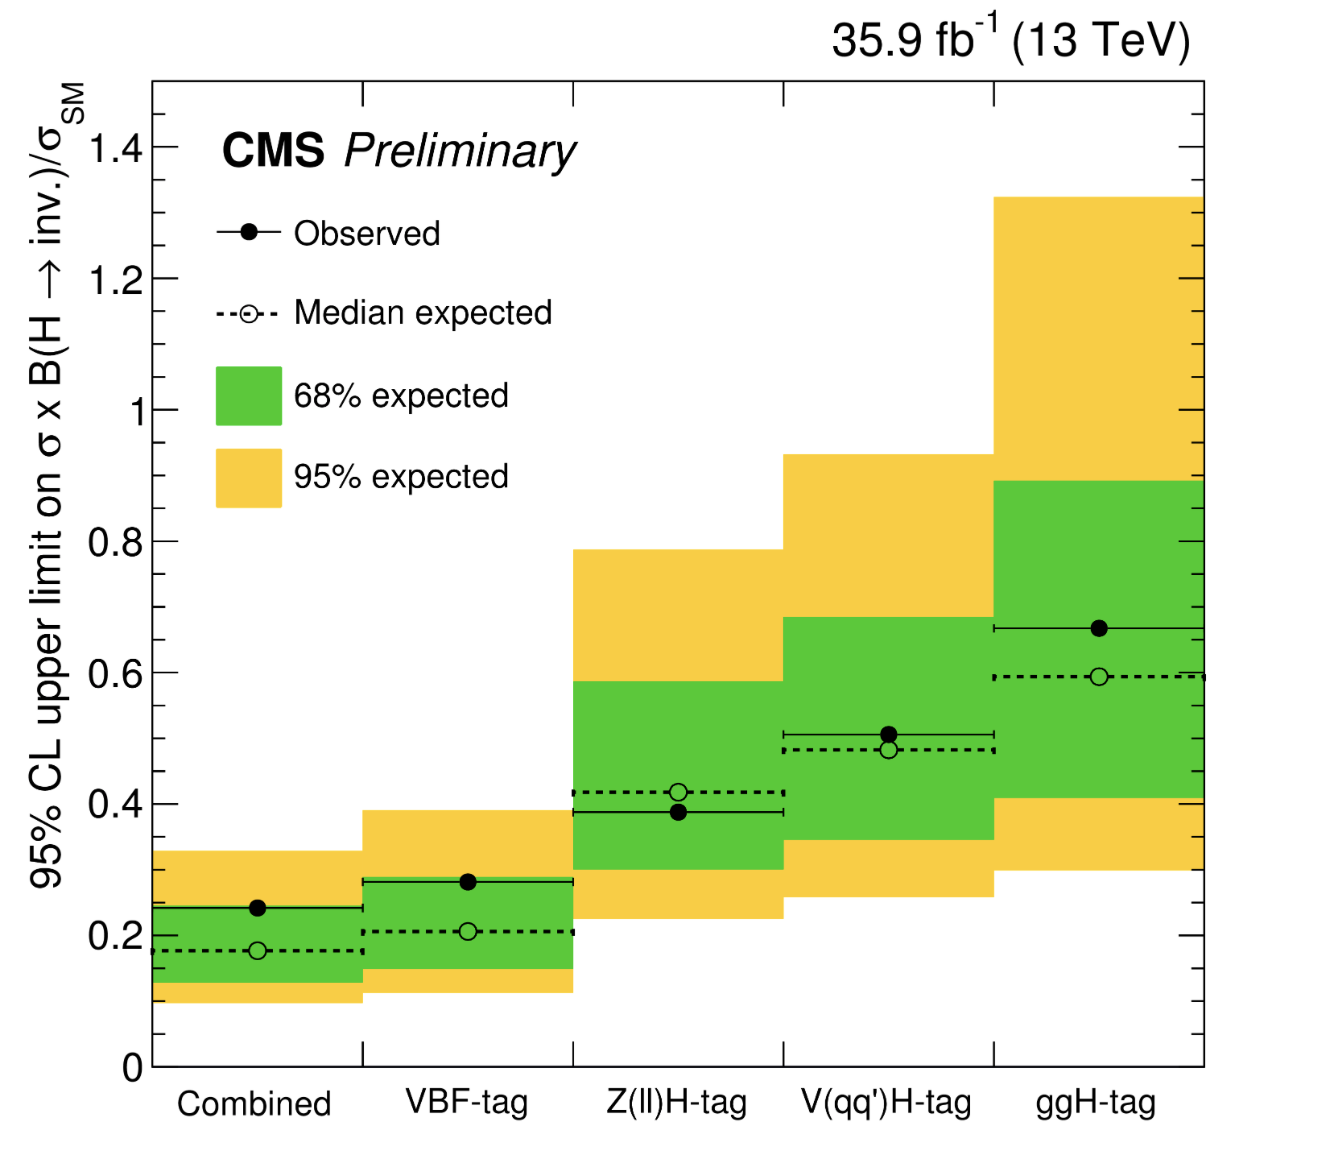 35.9 fb⁻¹ (13 TeV)
95% CL upper limit on σ x B(H → inv.)/σ_SM
CMS Preliminary
Observed
Median expected
68% expected
95% expected
1.4
1.2
1
0.8
0.6
0.4
0.2
0
Combined VBF-tag Z(ll)H-tag V(qq')H-tag ggH-tag